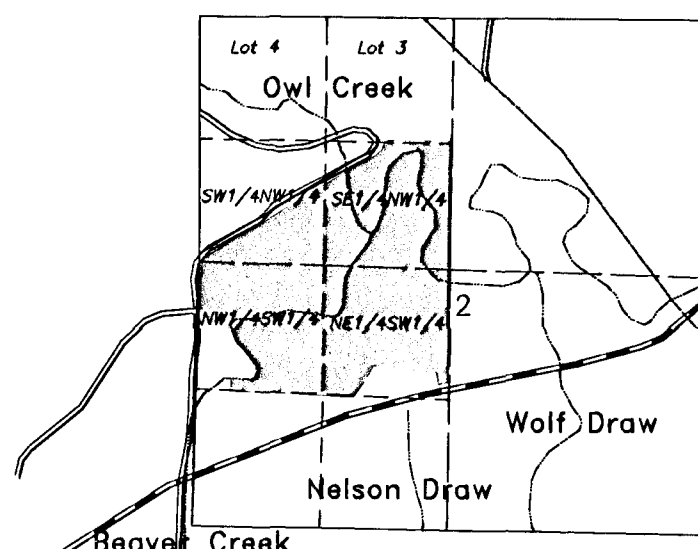 Lot 4 Lot 3
Owl Creek
SW1/4NW1/4 SE1/4NW1/4
2
NW1/4SW1/4 NE1/4SW1/4
Wolf Draw
Nelson Draw
Beaver Creek